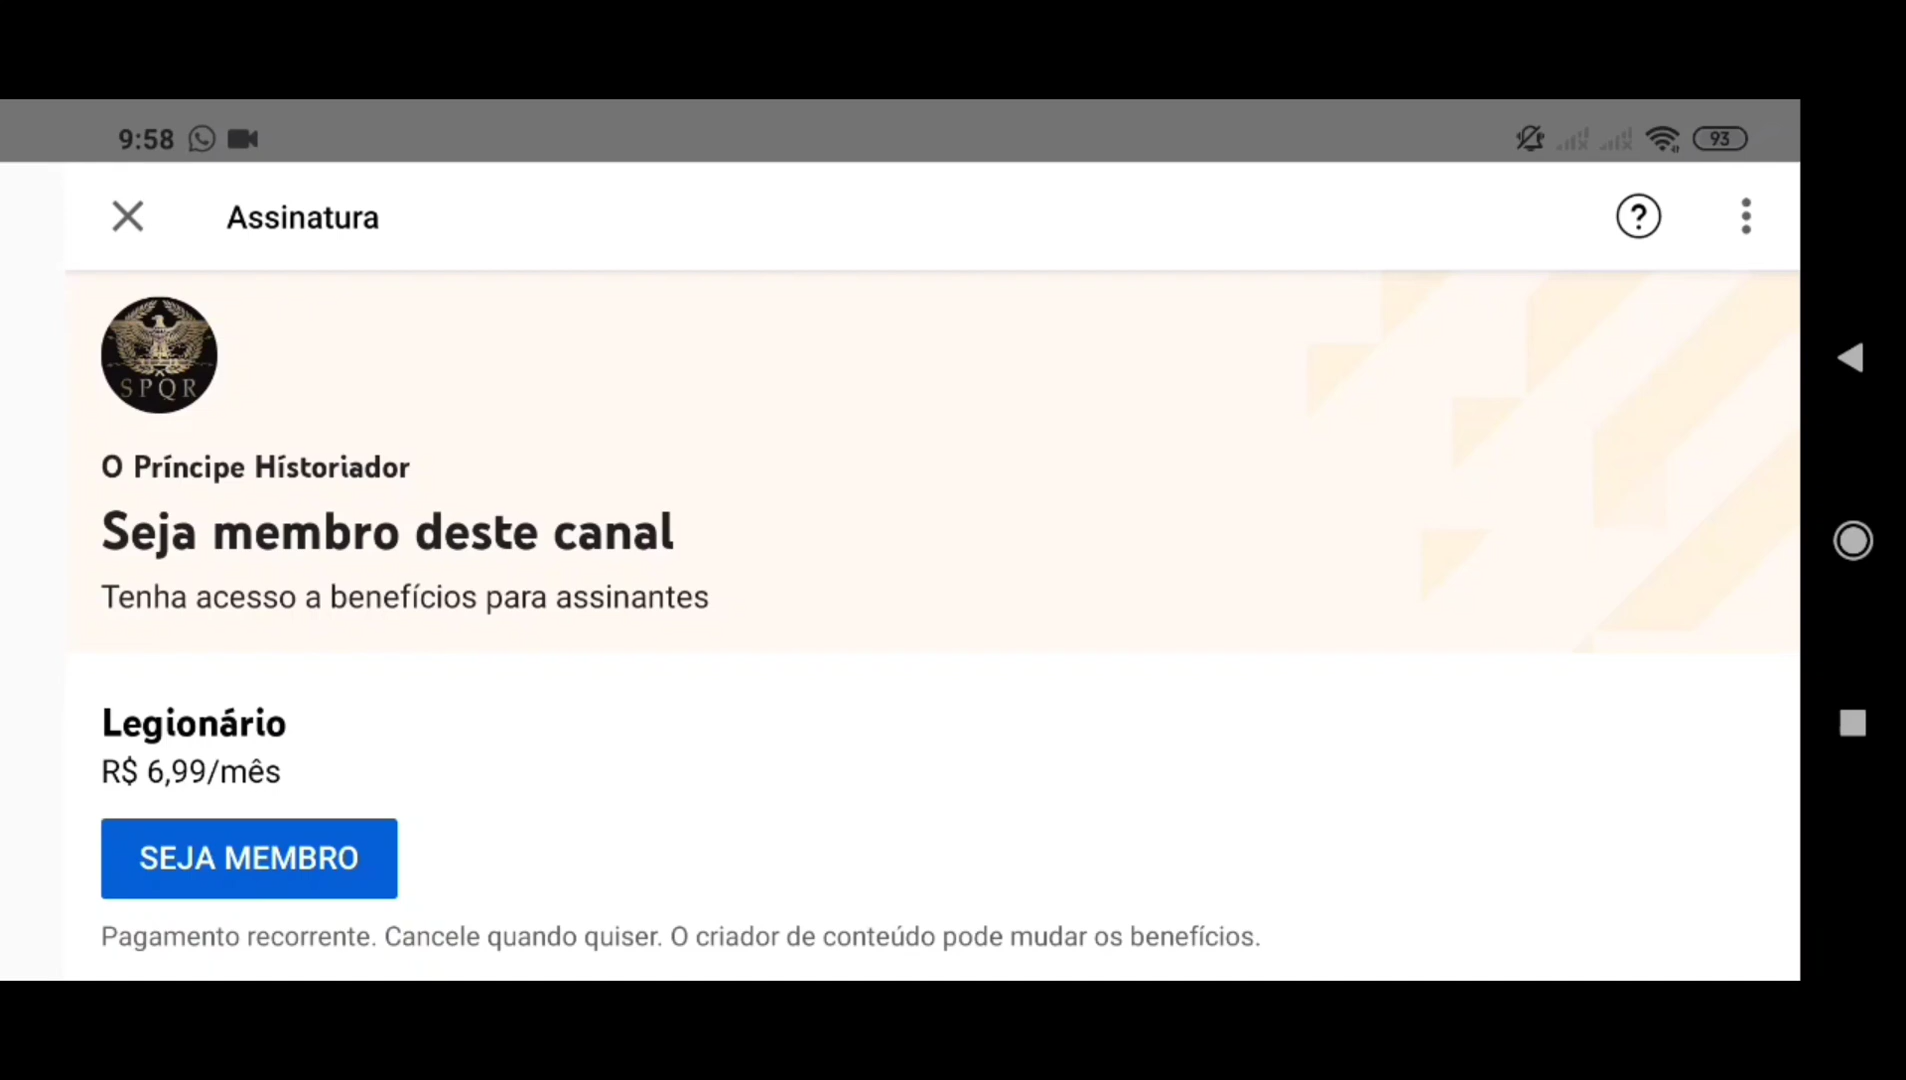 9:58
93
Assinatura
SPQR
O Príncipe Hístoriador
Seja membro deste canal
Tenha acesso a benefícios para assinantes
Legionário
R$ 6,99/mês
SEJA MEMBRO
Pagamento recorrente. Cancele quando quiser. O criador de conteúdo pode mudar os benefícios.